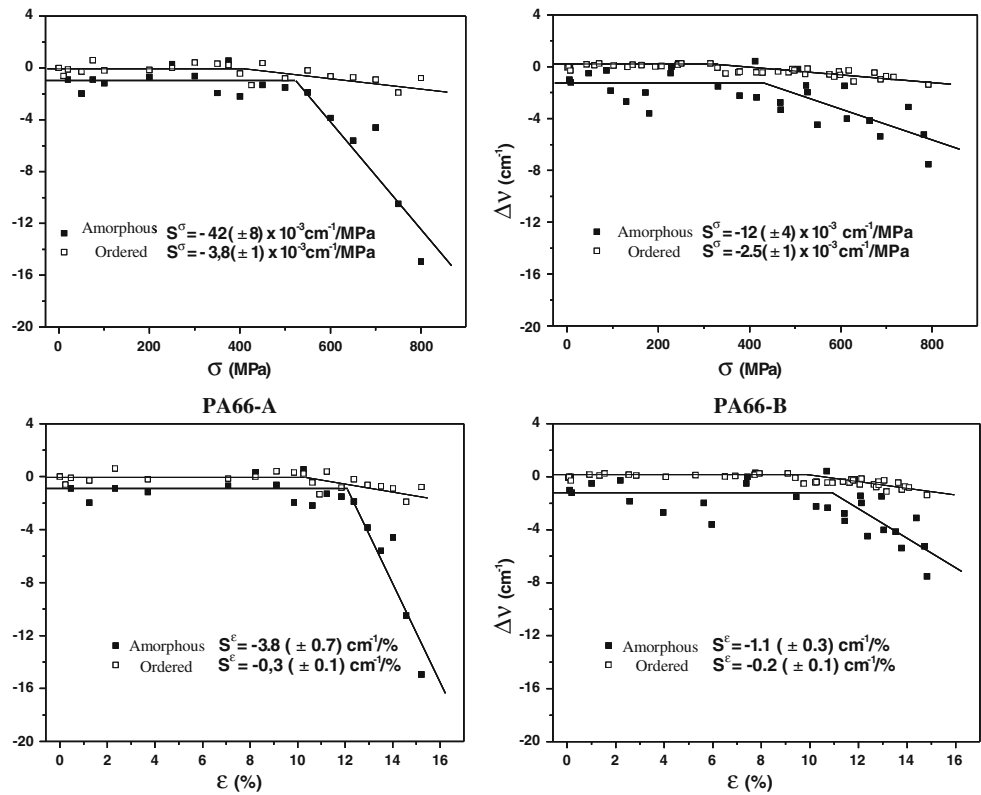 4
0
-4
-8
-12
-16
-20
0 200 400 600 800
σ (MPa)
Amorphous S^σ = - 42( ± 8) x 10^-3 cm^-1/MPa
Ordered S^σ = - 3,8( ± 1) x 10^-3 cm^-1/MPa
4
0
-4
-8
-12
-16
-20
Δν (cm^-1)
0 200 400 600 800
σ (MPa)
Amorphous S^σ = -12 (± 4) x 10^-3 cm^-1/MPa
Ordered S^σ = -2.5( ± 1) x 10^-3 cm^-1/MPa
PA66-A
PA66-B
4
0
-4
-8
-12
-16
-20
0 2 4 6 8 10 12 14 16
ε (%)
Amorphous S^ε = -3.8 ( ± 0.7) cm^-1/%
Ordered S^ε = -0,3 ( ± 0.1) cm^-1/%
4
0
-4
-8
-12
-16
-20
Δν (cm^-1)
0 2 4 6 8 10 12 14 16
ε (%)
Amorphous S^ε = -1.1 ( ± 0.3) cm^-1/%
Ordered S^ε = -0.2 ( ± 0.1) cm^-1/%